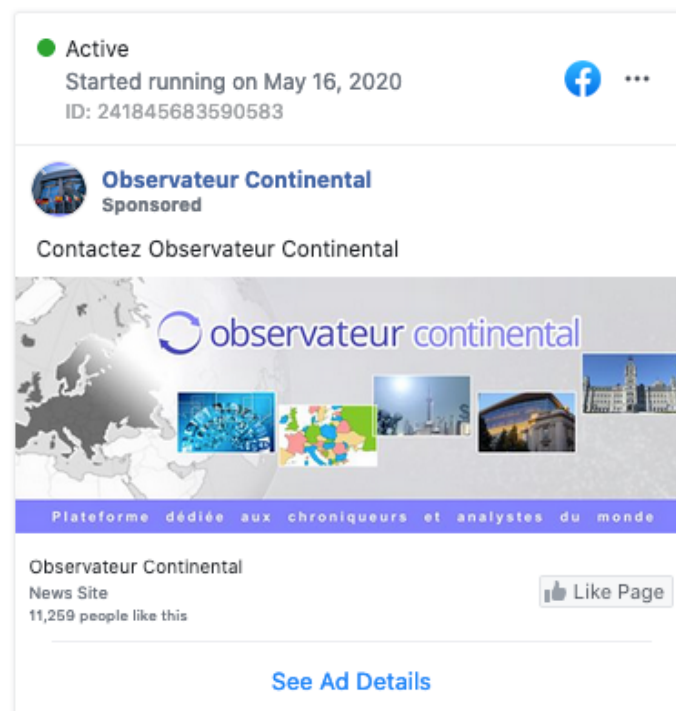 Active
Started running on May 16, 2020
ID: 241845683590583
Observateur Continental
Sponsored
Contactez Observateur Continental
observateur continental
Plateforme dédiée aux chroniqueurs et analystes du monde
Observateur Continental
News Site
11,259 people like this
Like Page
See Ad Details